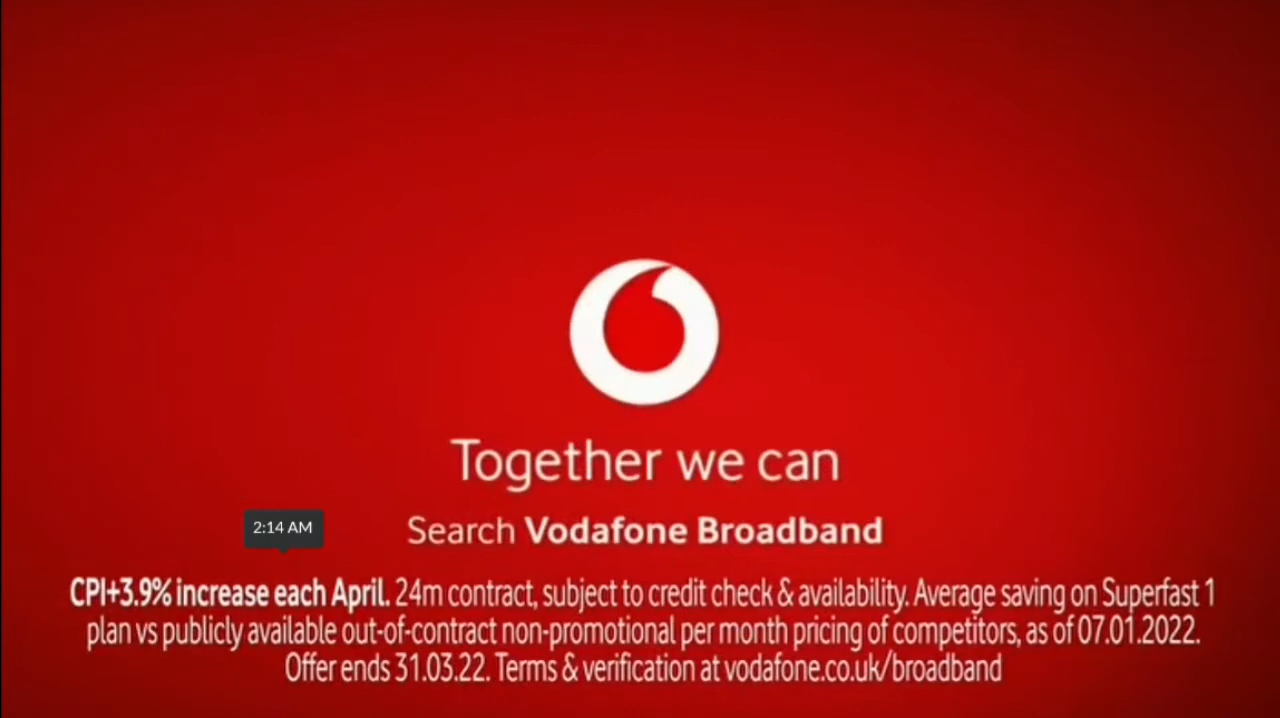 Together we can
2:14 AM
Search Vodafone Broadband
CPI+3.9% increase each April. 24m contract, subject to credit check & availability. Average saving on Superfast 1
plan vs publicly available out-of-contract non-promotional per month pricing of competitors, as of 07.01.2022.
Offer ends 31.03.22. Terms & verification at vodafone.co.uk/broadband